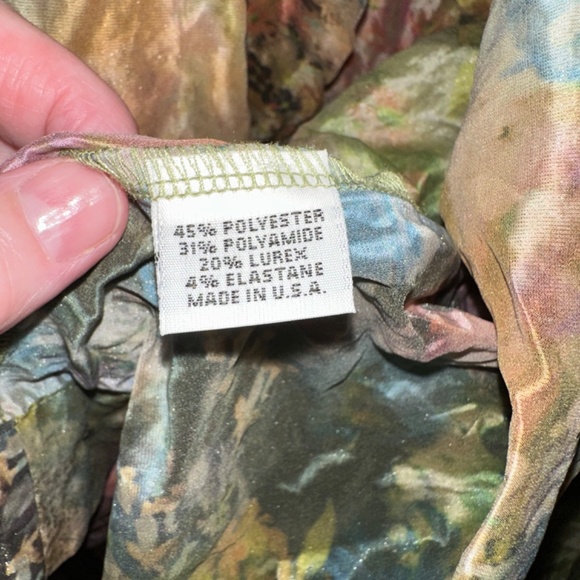 45% POLYESTER
31% POLYAMIDE
20% LUREX
4% ELASTANE
MADE IN U.S.A.